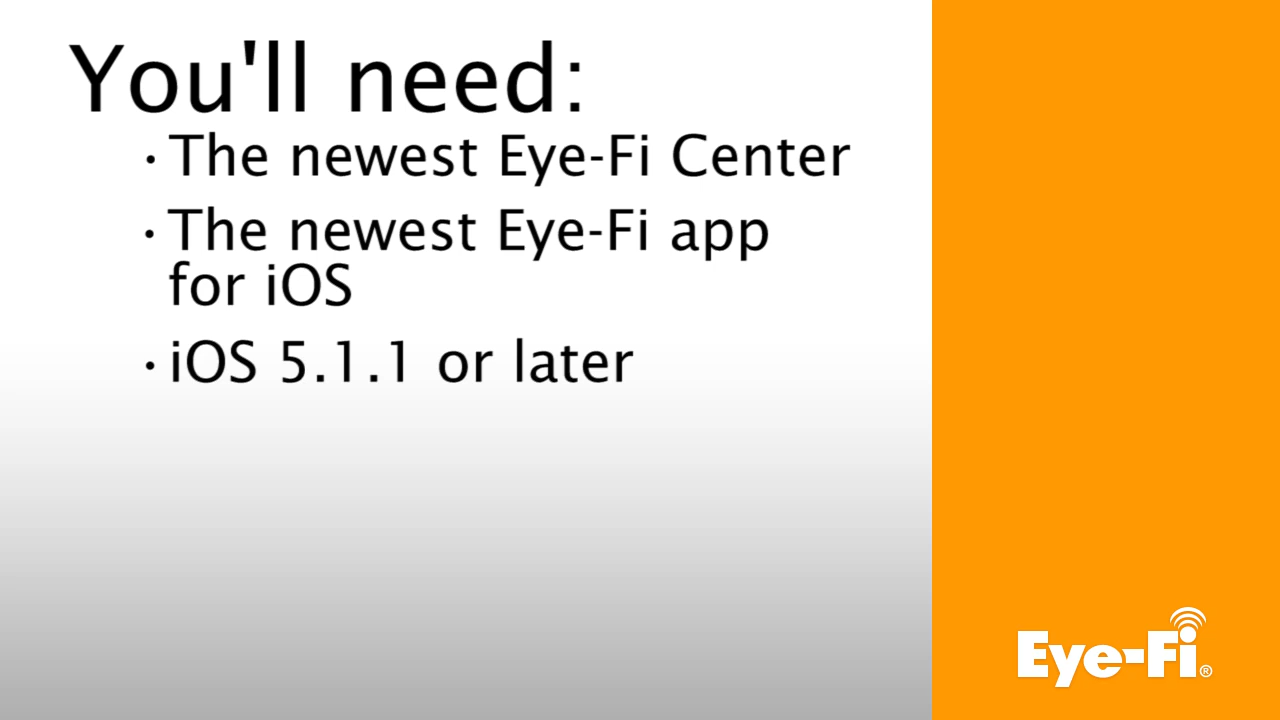 You'll need:
· The newest Eye-Fi Center
· The newest Eye-Fi app
for iOS
· iOS 5.1.1 or later
Eye-Fi®